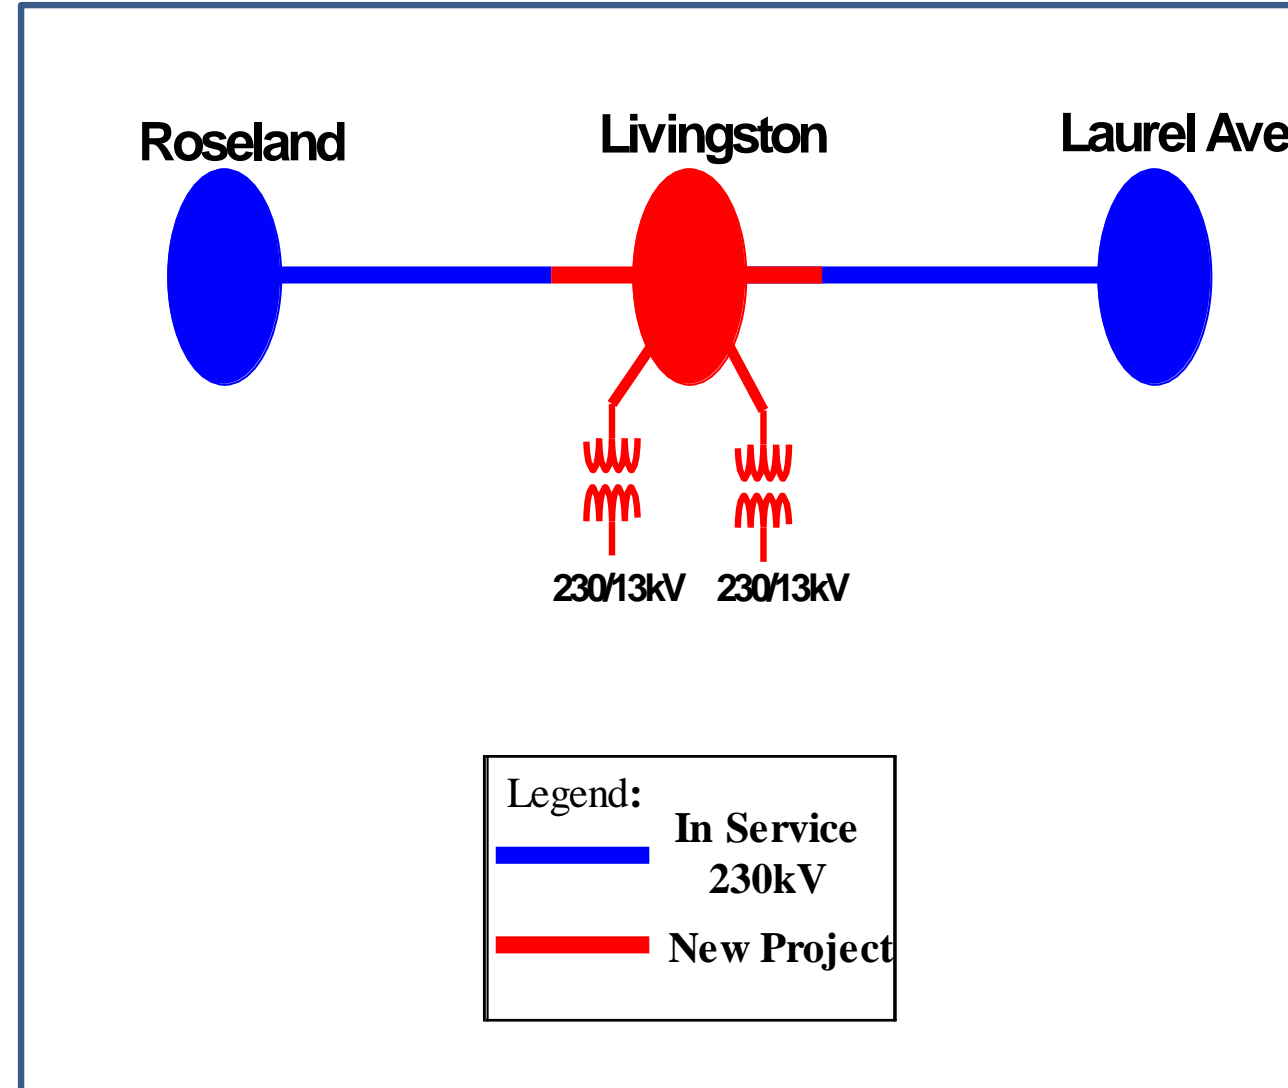 Roseland
Livingston
Laurel Ave
230/13kV
230/13kV
Legend:
In Service
230kV
New Project